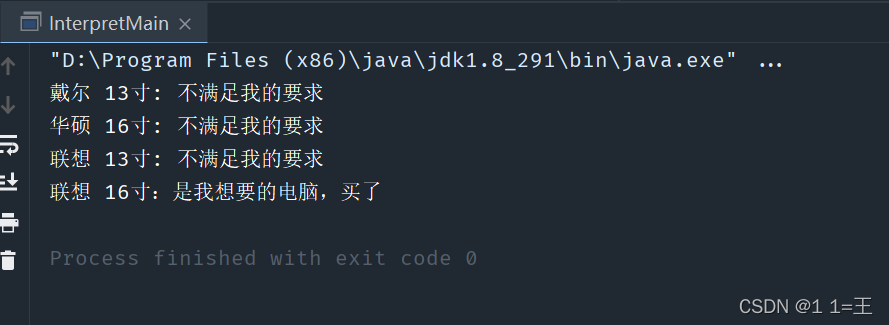 InterpretMain
"D:\Program Files (x86)\java\jdk1.8_291\bin\java.exe" ...
戴尔 13寸: 不满足我的要求
华硕 16寸: 不满足我的要求
联想 13寸: 不满足我的要求
联想 16寸：是我想要的电脑，买了
Process finished with exit code 0
CSDN @1 1=王